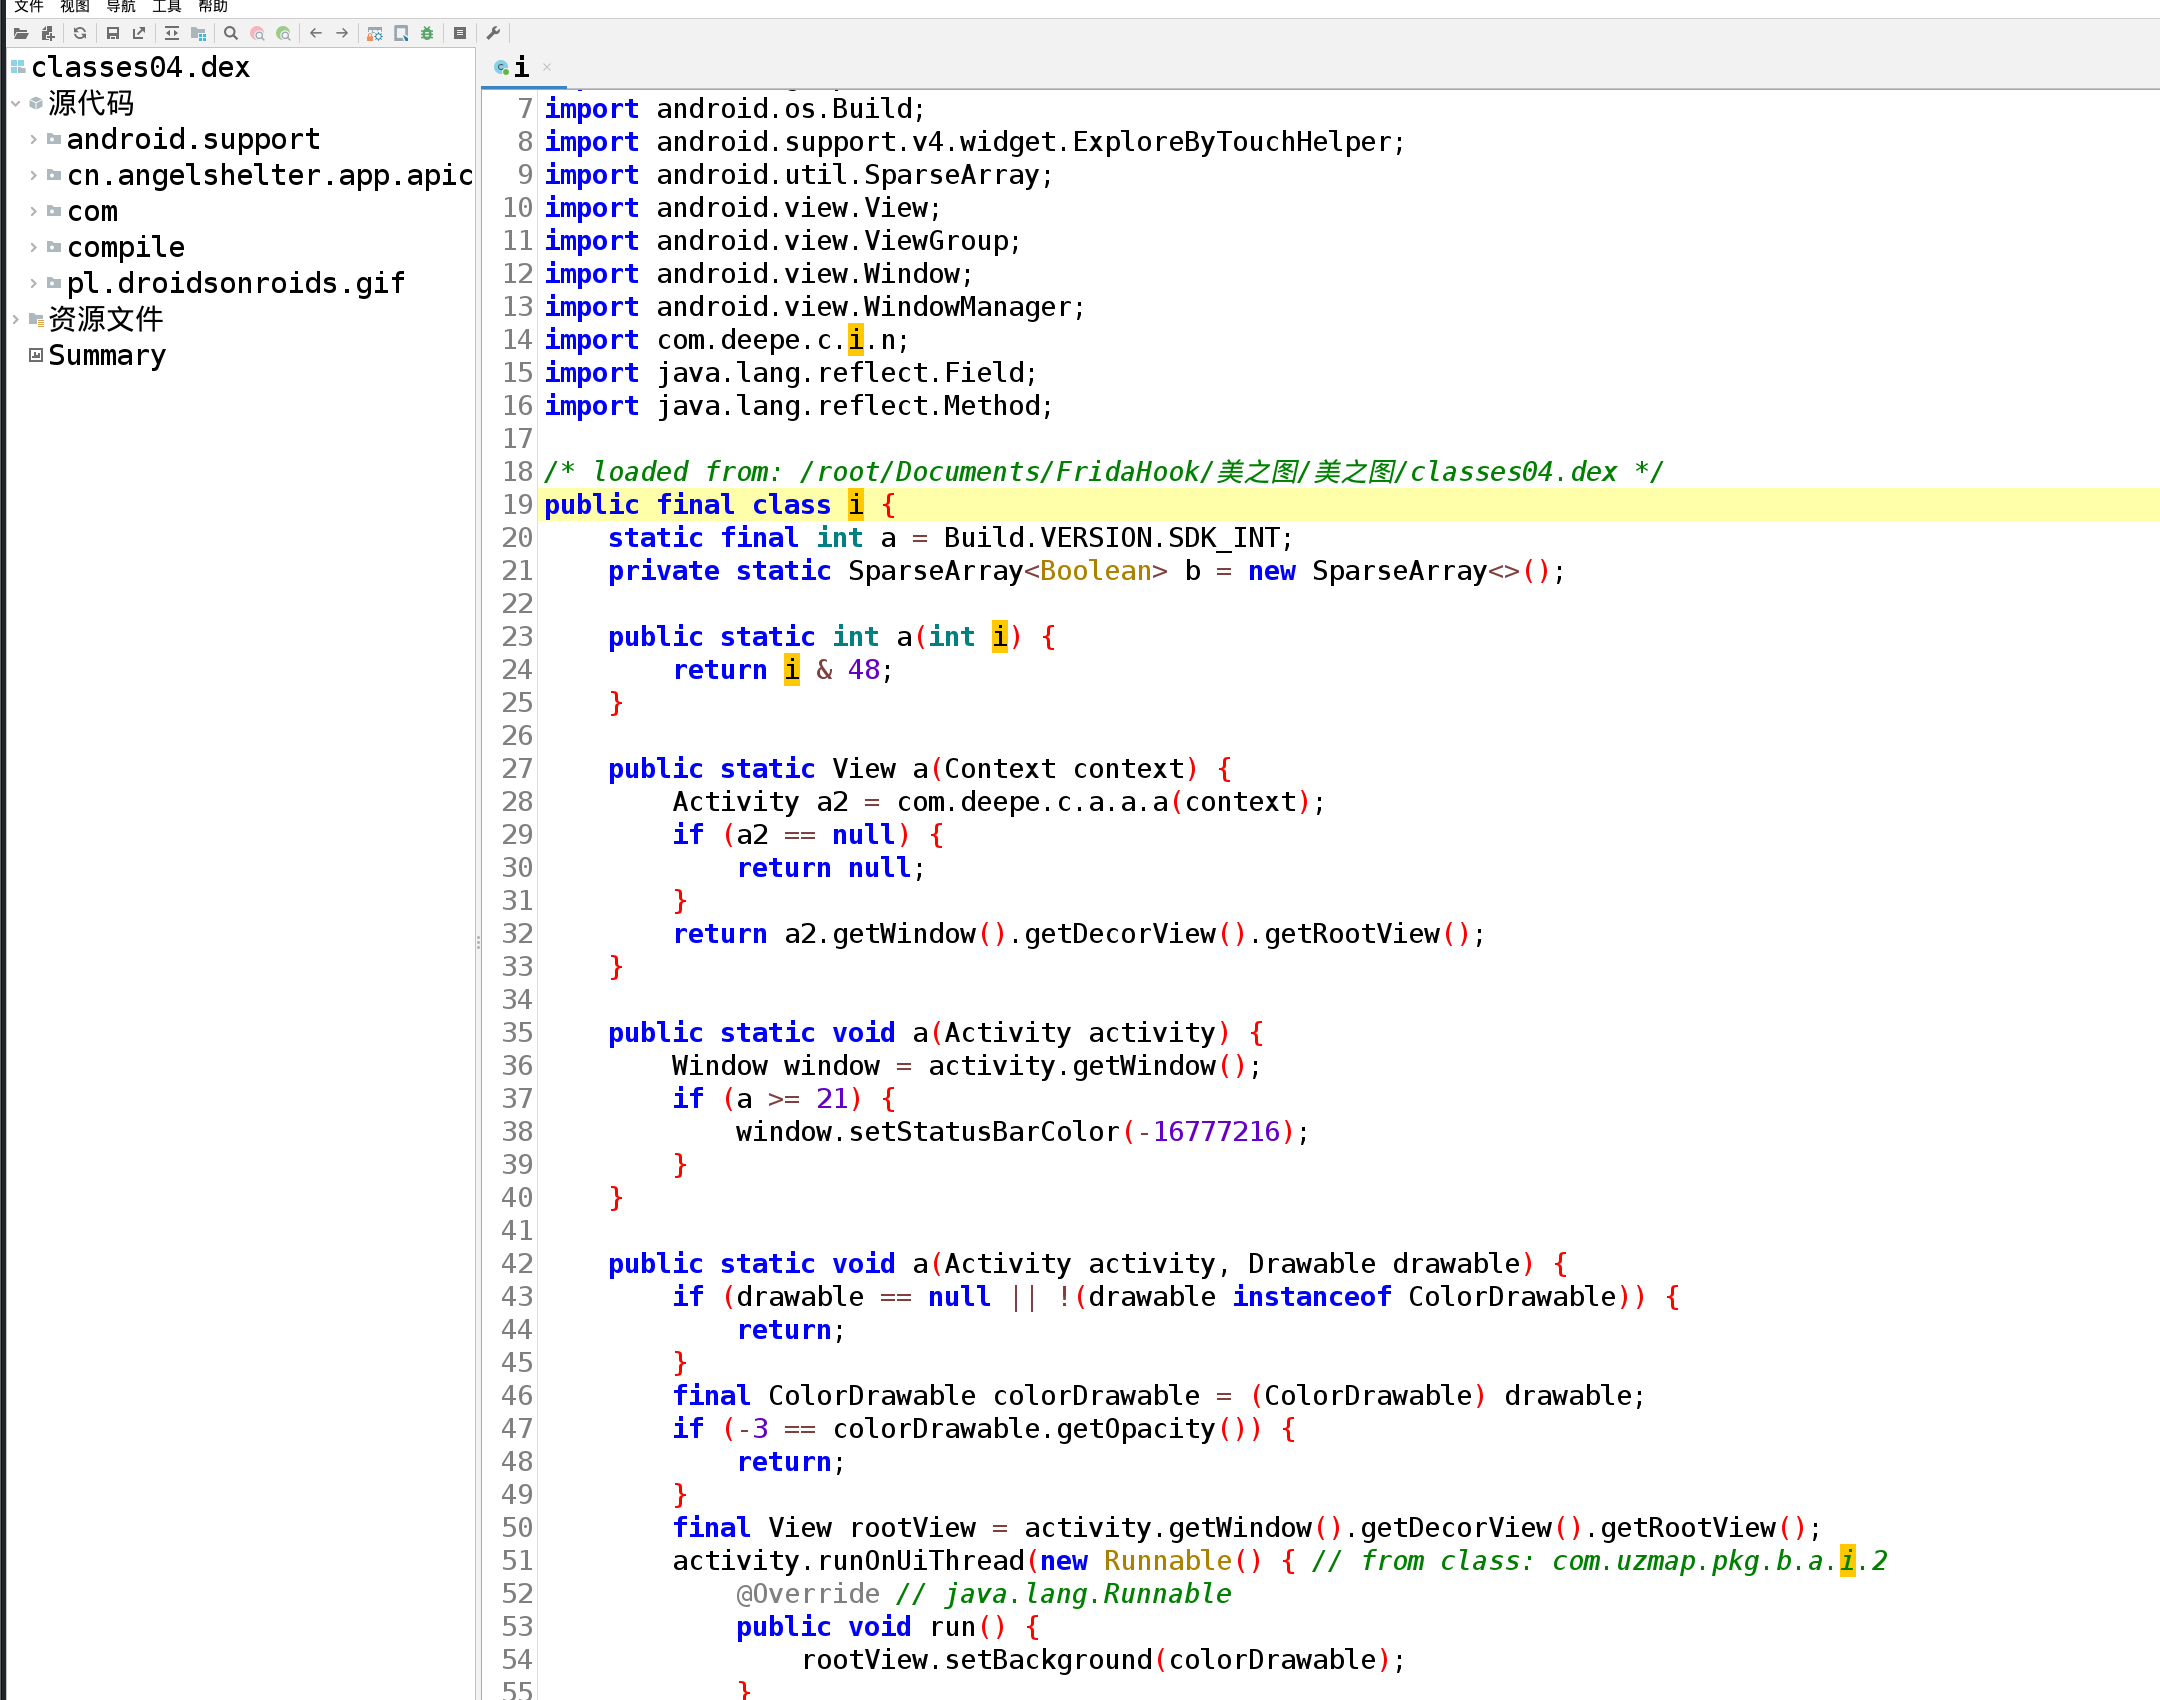 文件 视图 导航 工具 帮助
classes04.dex
源代码
android.support
cn.angelshelter.app.apic
com
compile
pl.droidsonroids.gif
资源文件
Summary
i ×
7 import android.os.Build;
8 import android.support.v4.widget.ExploreByTouchHelper;
9 import android.util.SparseArray;
10 import android.view.View;
11 import android.view.ViewGroup;
12 import android.view.Window;
13 import android.view.WindowManager;
14 import com.deepe.c.i.n;
15 import java.lang.reflect.Field;
16 import java.lang.reflect.Method;
17
18 /* loaded from: /root/Documents/FridaHook/美之图/美之图/classes04.dex */
19 public final class i {
20     static final int a = Build.VERSION.SDK_INT;
21     private static SparseArray<Boolean> b = new SparseArray<>();
22
23     public static int a(int i) {
24         return i & 48;
25     }
26
27     public static View a(Context context) {
28         Activity a2 = com.deepe.c.a.a.a(context);
29         if (a2 == null) {
30             return null;
31         }
32         return a2.getWindow().getDecorView().getRootView();
33     }
34
35     public static void a(Activity activity) {
36         Window window = activity.getWindow();
37         if (a >= 21) {
38             window.setStatusBarColor(-16777216);
39         }
40     }
41
42     public static void a(Activity activity, Drawable drawable) {
43         if (drawable == null || !(drawable instanceof ColorDrawable)) {
44             return;
45         }
46         final ColorDrawable colorDrawable = (ColorDrawable) drawable;
47         if (-3 == colorDrawable.getOpacity()) {
48             return;
49         }
50         final View rootView = activity.getWindow().getDecorView().getRootView();
51         activity.runOnUiThread(new Runnable() { // from class: com.uzmap.pkg.b.a.i.2
52             @Override // java.lang.Runnable
53             public void run() {
54                 rootView.setBackground(colorDrawable);
55             }